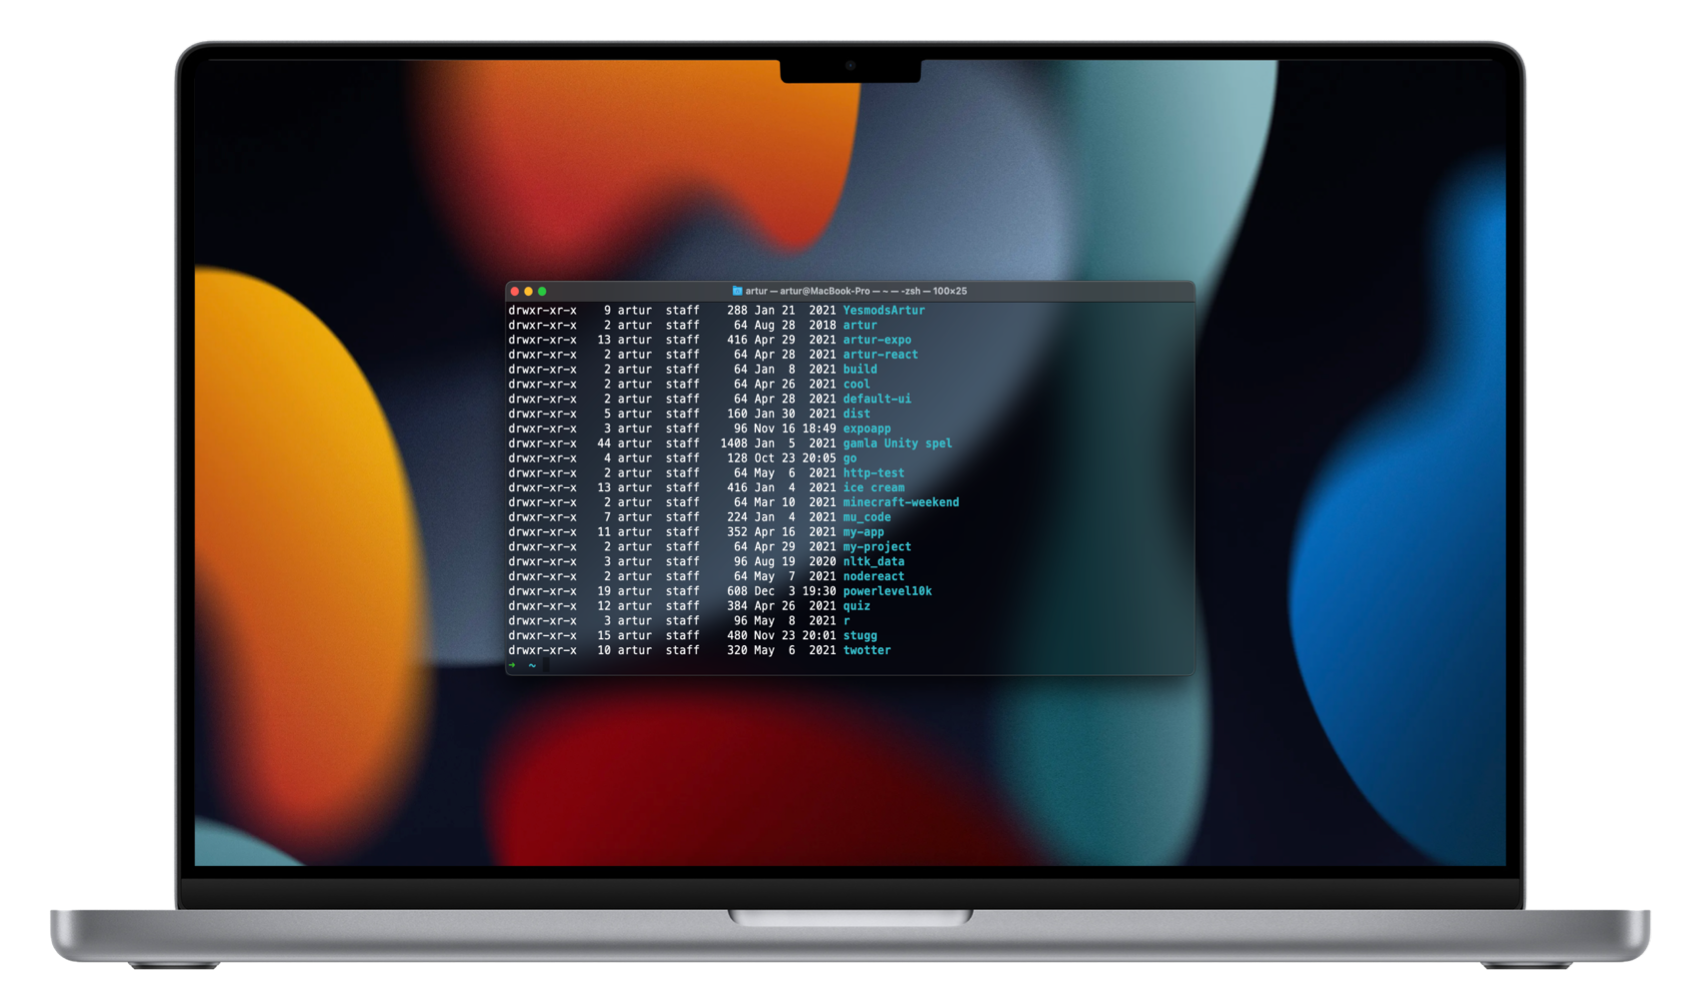 artur — artur@MacBook-Pro — ~ — -zsh — 100×25
drwxr-xr-x 9 artur staff 288 Jan 21 2021 YesmodsArtur
drwxr-xr-x 2 artur staff 64 Aug 28 2018 artur
drwxr-xr-x 13 artur staff 416 Apr 29 2021 artur-expo
drwxr-xr-x 2 artur staff 64 Apr 28 2021 artur-react
drwxr-xr-x 2 artur staff 64 Jan 8 2021 build
drwxr-xr-x 2 artur staff 64 Apr 26 2021 cool
drwxr-xr-x 2 artur staff 64 Apr 28 2021 default-ui
drwxr-xr-x 5 artur staff 160 Jan 30 2021 dist
drwxr-xr-x 3 artur staff 96 Nov 16 18:49 expoapp
drwxr-xr-x 44 artur staff 1408 Jan 5 2021 gamla Unity spel
drwxr-xr-x 4 artur staff 128 Oct 23 20:05 go
drwxr-xr-x 2 artur staff 64 May 6 2021 http-test
drwxr-xr-x 13 artur staff 416 Jan 4 2021 ice cream
drwxr-xr-x 2 artur staff 64 Mar 10 2021 minecraft-weekend
drwxr-xr-x 7 artur staff 224 Jan 4 2021 mu_code
drwxr-xr-x 11 artur staff 352 Apr 16 2021 my-app
drwxr-xr-x 2 artur staff 64 Apr 29 2021 my-project
drwxr-xr-x 3 artur staff 96 Aug 19 2020 nltk_data
drwxr-xr-x 2 artur staff 64 May 7 2021 nodereact
drwxr-xr-x 19 artur staff 608 Dec 3 19:30 powerlevel10k
drwxr-xr-x 12 artur staff 384 Apr 26 2021 quiz
drwxr-xr-x 3 artur staff 96 May 8 2021 r
drwxr-xr-x 15 artur staff 480 Nov 23 20:01 stugg
drwxr-xr-x 10 artur staff 320 May 6 2021 twotter
➜ ~